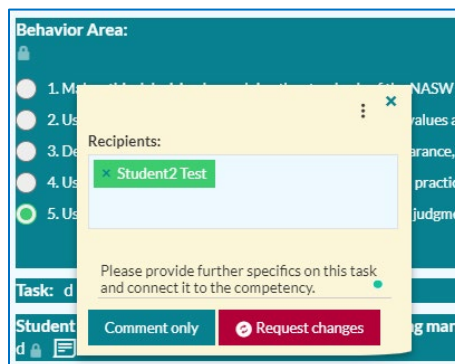 Behavior Area:
1. NASW
2. Us values a
3. De arance,
4. Us practic
5. Us judgm
Recipients:
× Student2 Test
Please provide further specifics on this task
and connect it to the competency.
Task: d
Comment only Request changes
Student g mar
d